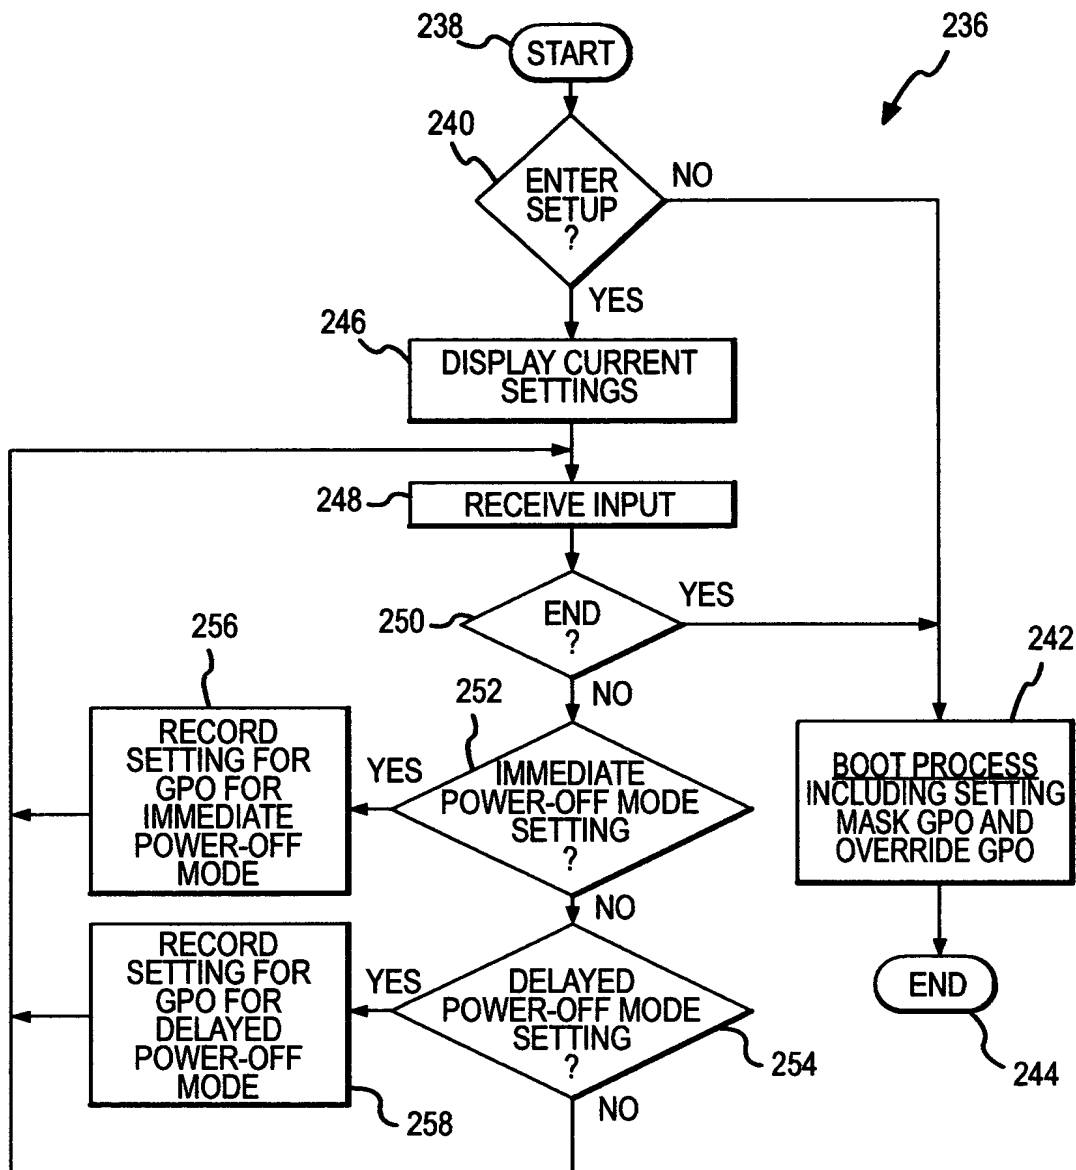 238
START
236
240
ENTER
SETUP
?
NO
YES
246
DISPLAY CURRENT
SETTINGS
248
RECEIVE INPUT
250
END
?
YES
NO
256
RECORD
SETTING FOR
GPO FOR
IMMEDIATE
POWER-OFF
MODE
YES
252
IMMEDIATE
POWER-OFF MODE
SETTING
?
NO
242
BOOT PROCESS
INCLUDING SETTING
MASK GPO AND
OVERRIDE GPO
RECORD
SETTING FOR
GPO FOR
DELAYED
POWER-OFF
MODE
258
YES
DELAYED
POWER-OFF MODE
SETTING
?
254
NO
END
244